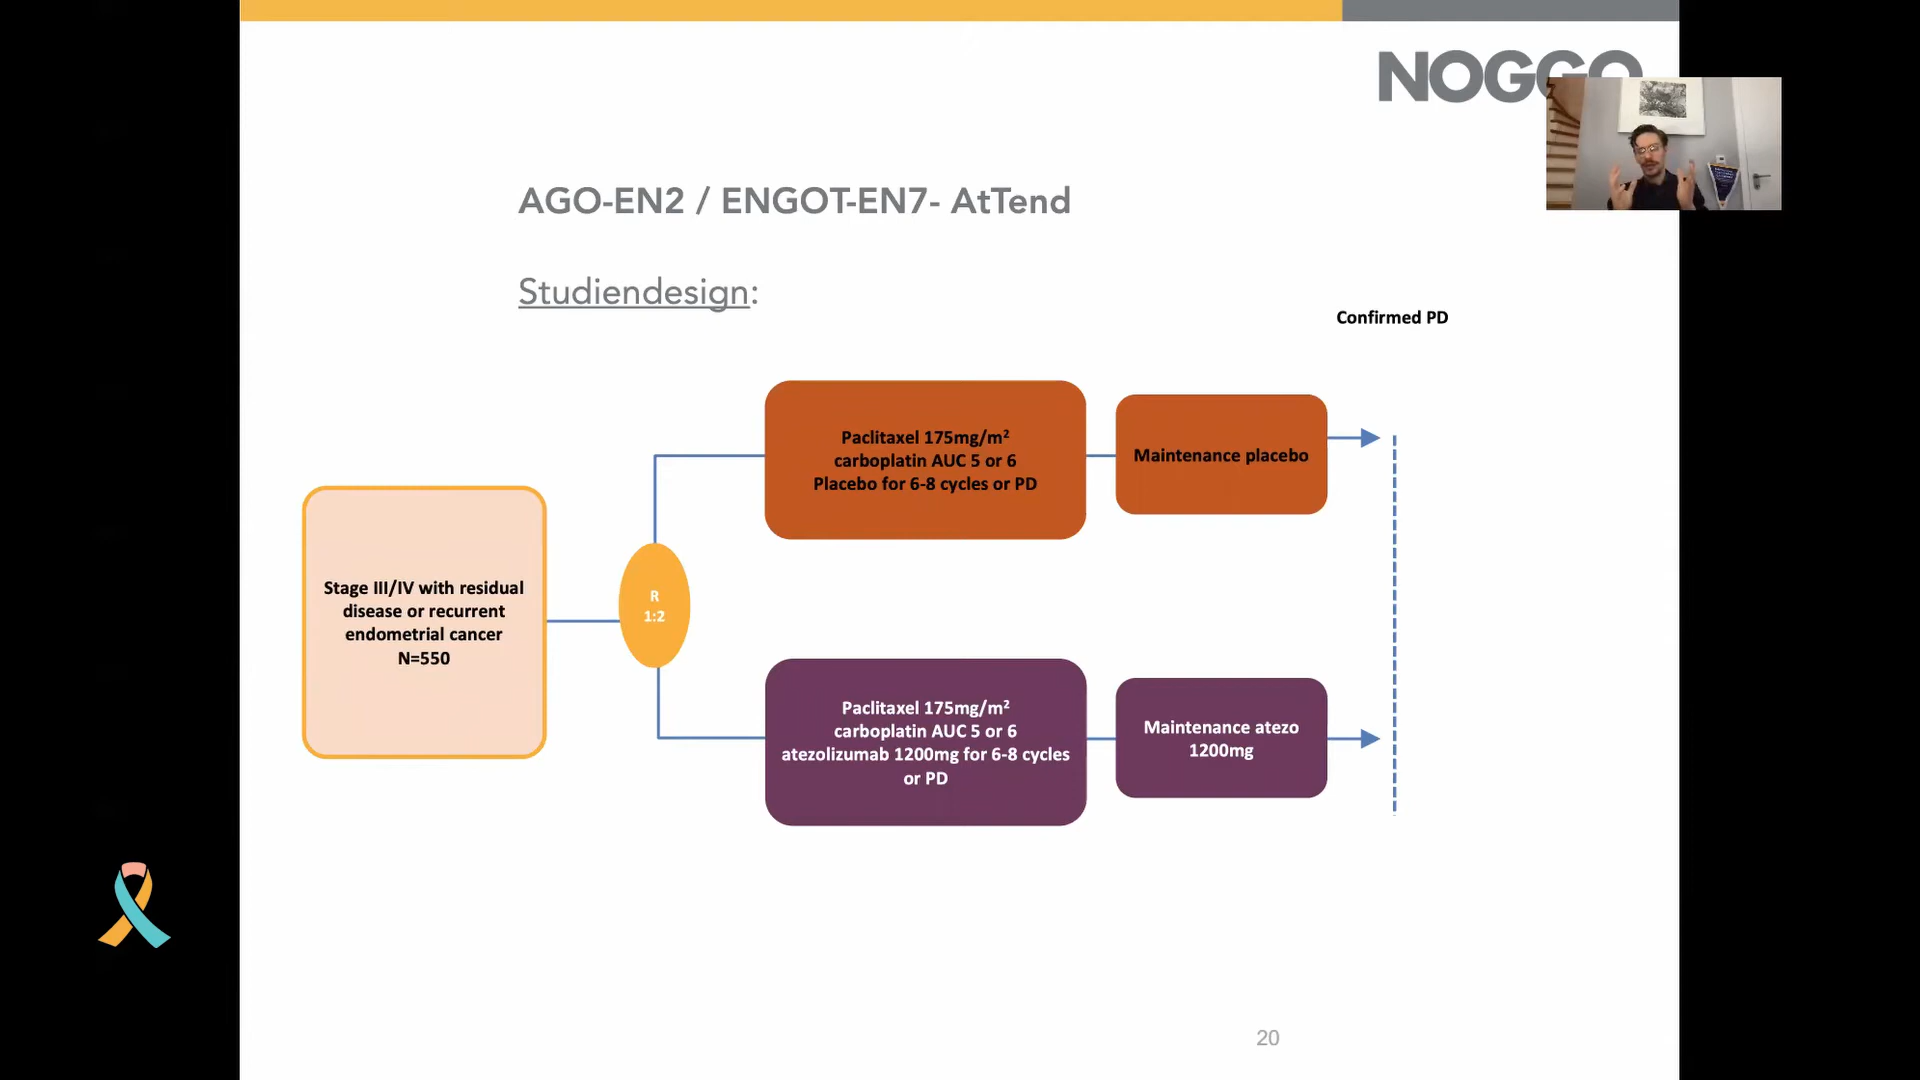 NOGGO
AGO-EN2 / ENGOT-EN7- AtTend
Studiendesign:
Confirmed PD
Paclitaxel 175mg/m²
carboplatin AUC 5 or 6
Placebo for 6-8 cycles or PD
Maintenance placebo
Stage III/IV with residual
disease or recurrent
endometrial cancer
N=550
R
1:2
Paclitaxel 175mg/m²
carboplatin AUC 5 or 6
atezolizumab 1200mg for 6-8 cycles
or PD
Maintenance atezo
1200mg
20